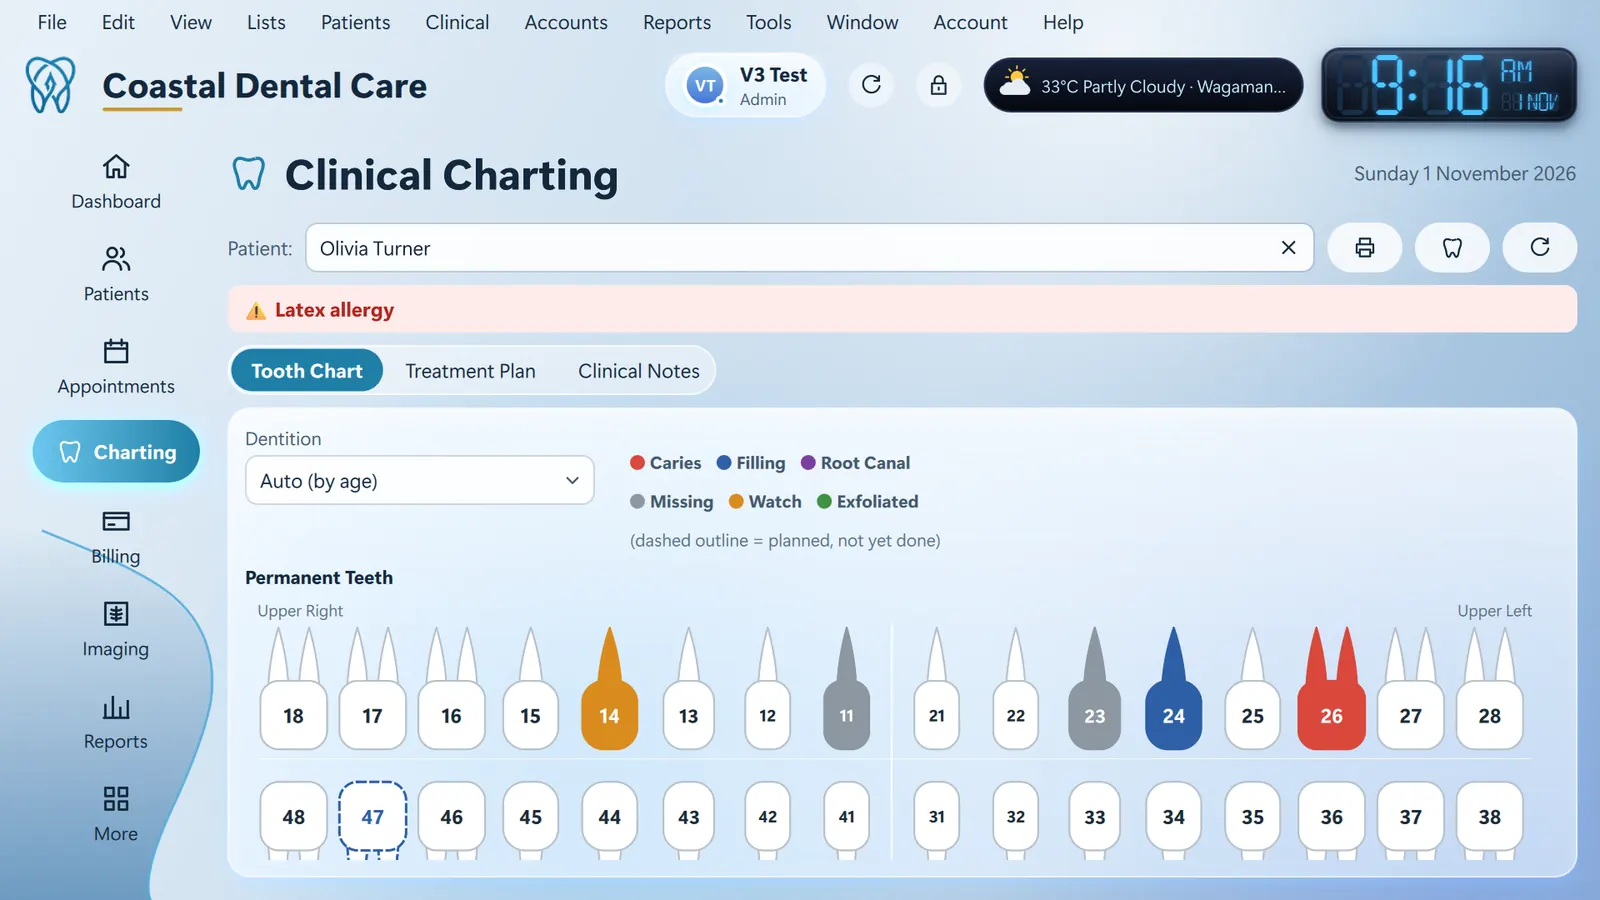 File Edit View Lists Patients Clinical Accounts Reports Tools Window Account Help
Coastal Dental Care
VT
V3 Test
Admin
33°C Partly Cloudy · Wagaman...
9:16 AM
1 NOV
Dashboard
Patients
Appointments
Charting
Billing
Imaging
Reports
More
Clinical Charting
Sunday 1 November 2026
Patient: Olivia Turner
Latex allergy
Tooth Chart Treatment Plan Clinical Notes
Dentition
Auto (by age)
Caries Filling Root Canal
Missing Watch Exfoliated
(dashed outline = planned, not yet done)
Permanent Teeth
Upper Right Upper Left
18 17 16 15 14 13 12 11 21 22 23 24 25 26 27 28
48 47 46 45 44 43 42 41 31 32 33 34 35 36 37 38